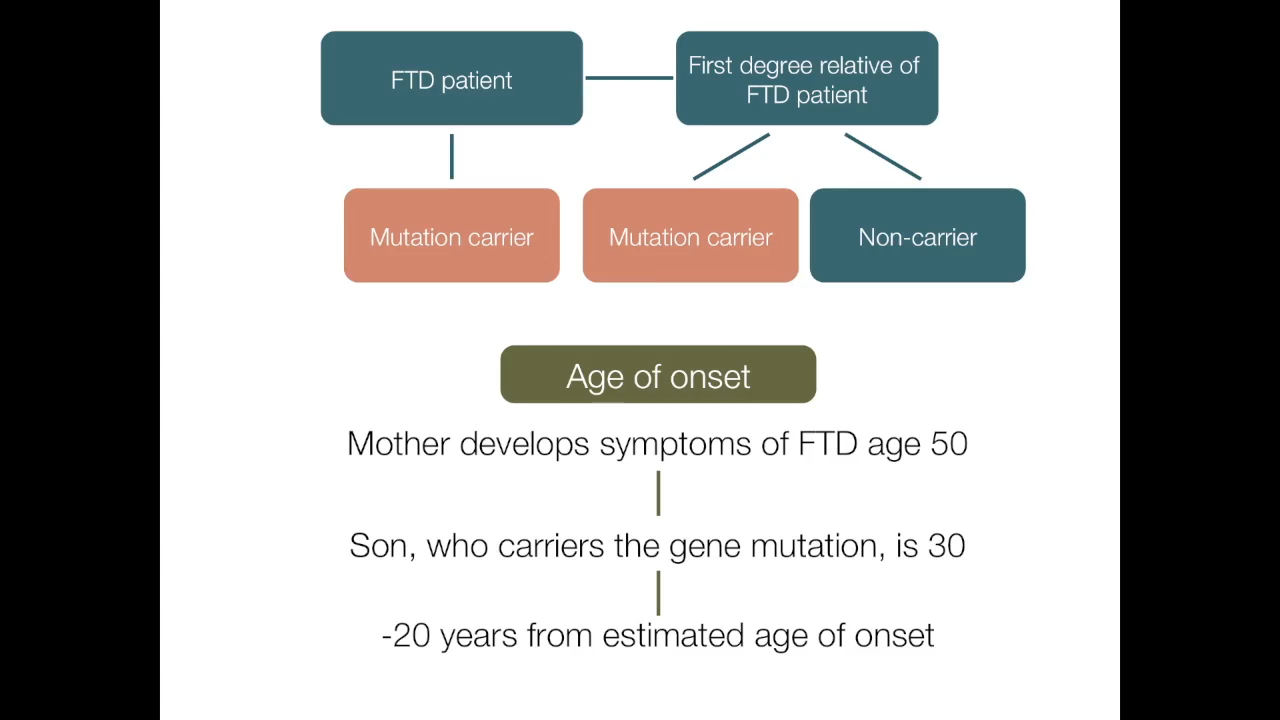 FTD patient
First degree relative of
FTD patient
Mutation carrier
Mutation carrier
Non-carrier
Age of onset
Mother develops symptoms of FTD age 50
Son, who carriers the gene mutation, is 30
-20 years from estimated age of onset